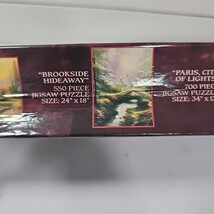 "BROOKSIDE
HIDEAWAY"
550 PIECE
JIGSAW PUZZLE
SIZE: 24" x 18"
"PARIS, CIT
OF LIGHTS
700 PIECE
JIGSAW PUZZLE
SIZE: 34" x 1